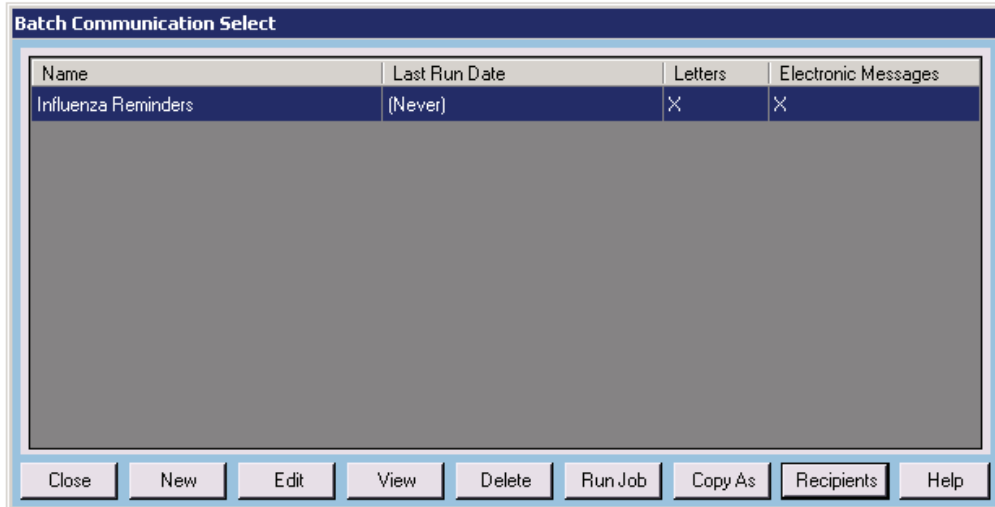 Batch Communication Select
Name Last Run Date Letters Electronic Messages
Influenza Reminders (Never) X X
Close New Edit View Delete Run Job Copy As Recipients Help